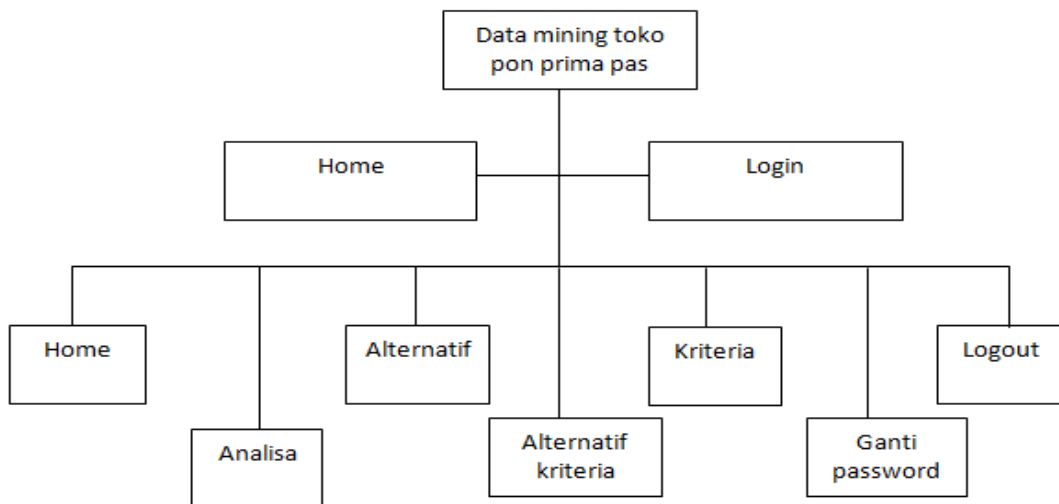 Data mining toko
pon prima pas
Home
Login
Home
Alternatif
Kriteria
Logout
Analisa
Alternatif
kriteria
Ganti
password